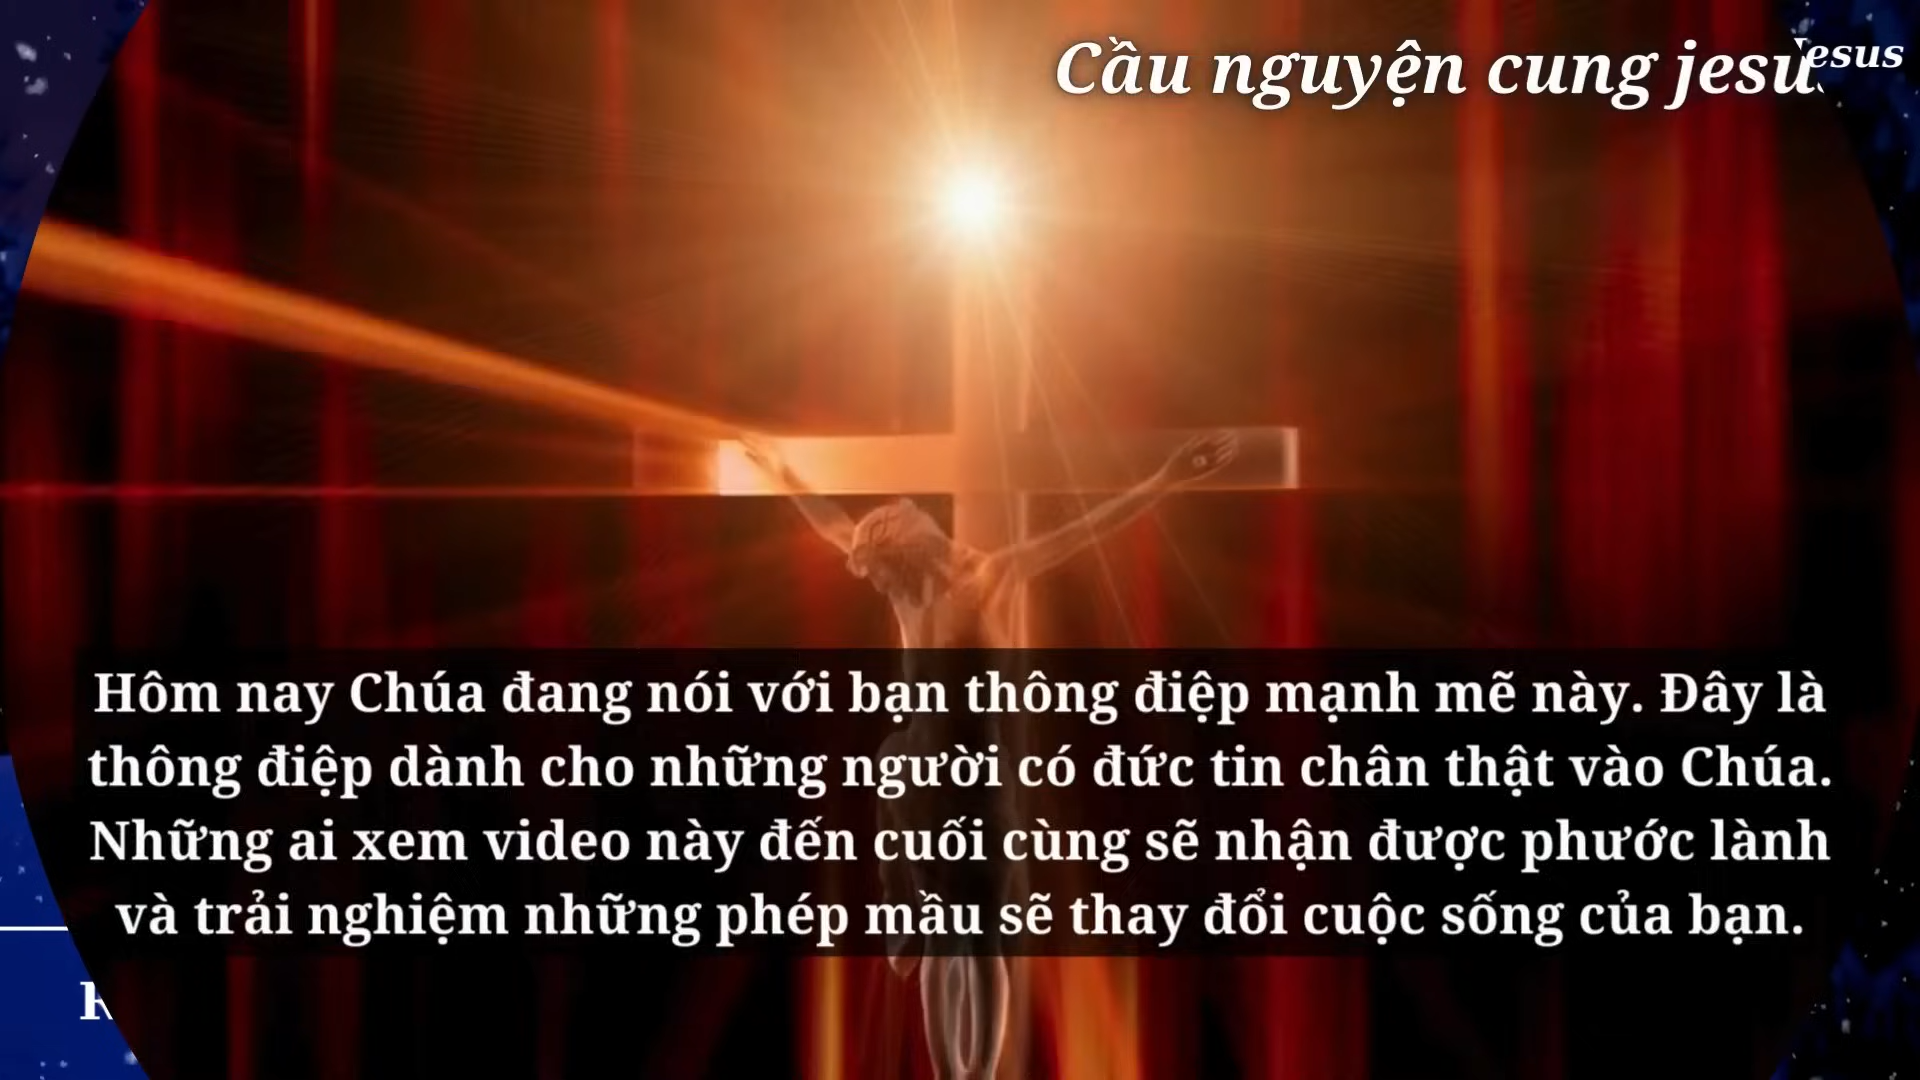 Cầu nguyện cung jesu
esus
Hôm nay Chúa đang nói với bạn thông điệp mạnh mẽ này. Đây là
thông điệp dành cho những người có đức tin chân thật vào Chúa.
Những ai xem video này đến cuối cùng sẽ nhận được phước lành
và trải nghiệm những phép mầu sẽ thay đổi cuộc sống của bạn.